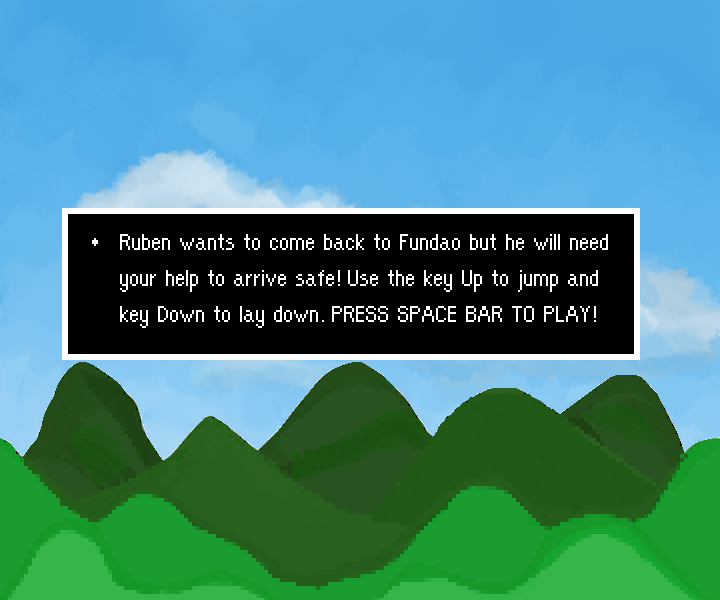 * Ruben wants to come back to Fundao but he will need
your help to arrive safe! Use the key Up to jump and
key Down to lay down. PRESS SPACE BAR TO PLAY!